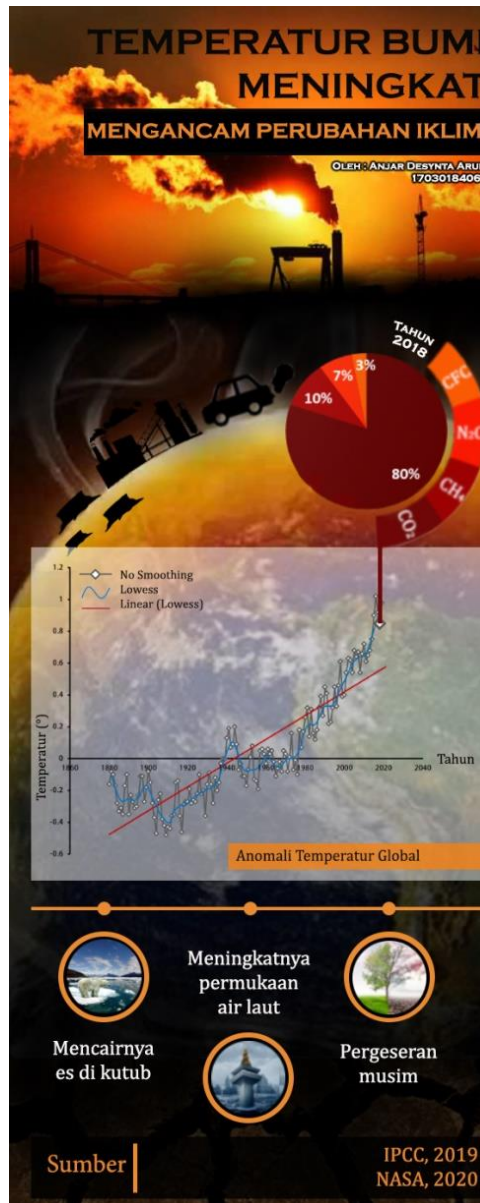 TEMPERATUR BUMI
MENINGKAT
MENGANCAM PERUBAHAN IKLIM
OLEH : ANJAR DESYNTA
1703018406
TAHUN
2018
3%
7%
10%
80%
CFC
N₂O
CH₄
CO₂
No Smoothing
Lowess
Linear (Lowess)
1.2
1
0.8
0.6
0.4
0.2
0
-0.2
-0.4
-0.6
Temperatur (°)
1860 1880 1900 1920 1940 1960 1980 2000 2020 2040
Tahun
Anomali Temperatur Global
Mencairnya
es di kutub
Meningkatnya
permukaan
air laut
Pergeseran
musim
Sumber
IPCC, 2019
NASA, 2020